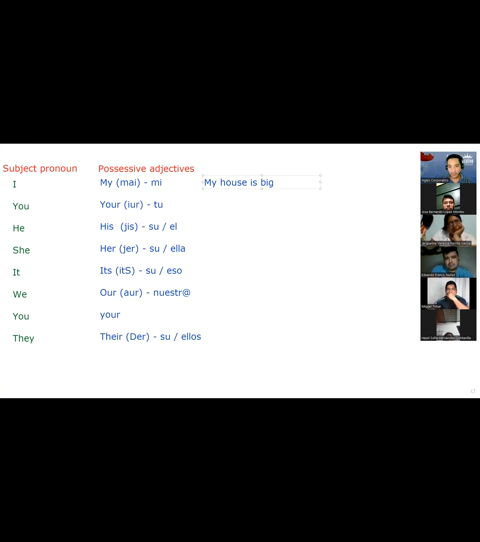 Subject pronoun Possessive adjectives
I My (mai) - mi My house is big
You Your (iur) - tu
He His (jis) - su / el
She Her (jer) - su / ella
It Its (itS) - su / eso
We Our (aur) - nuestr@
You your
They Their (Der) - su / ellos